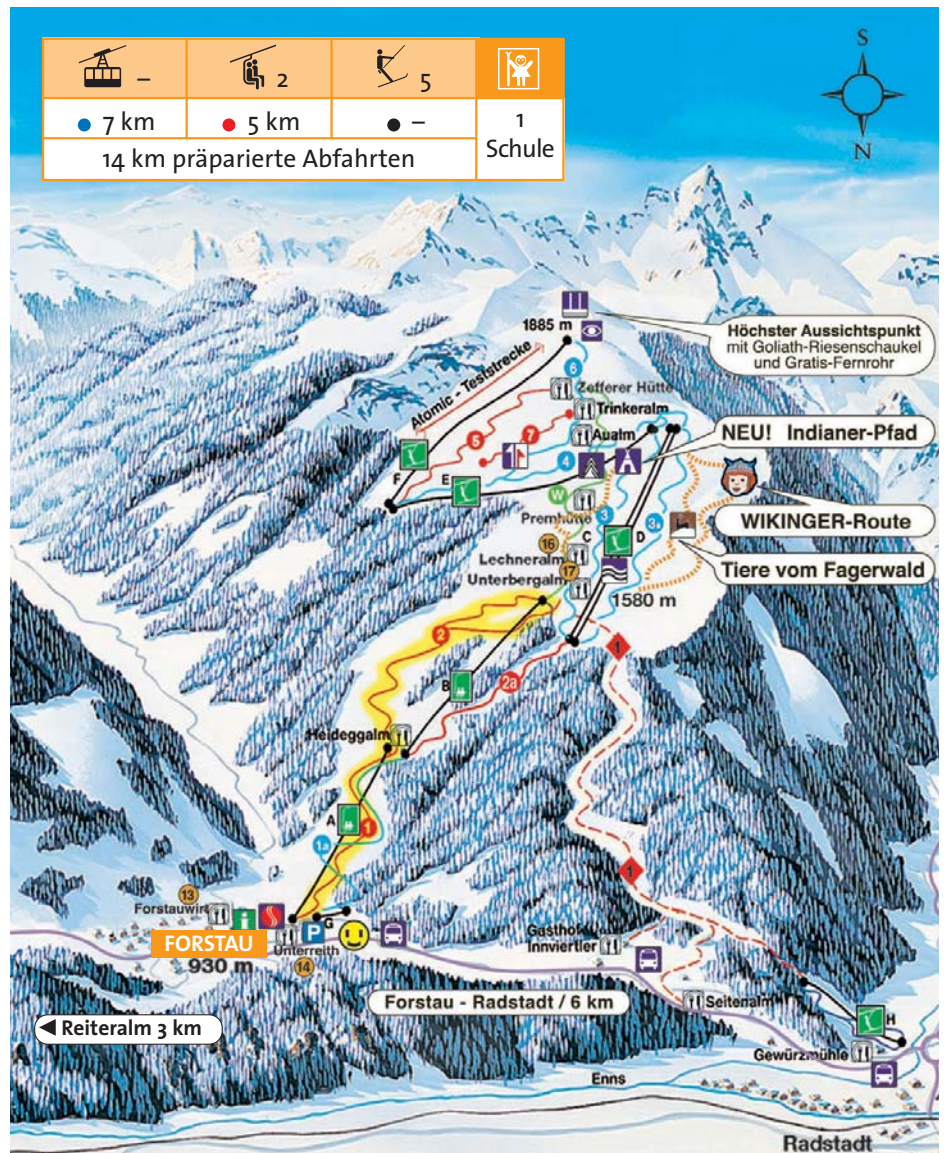 – 2 5
7 km 5 km – 1
Schule
14 km präparierte Abfahrten
S
N
1885 m
Höchster Aussichtspunkt
mit Goliath-Riesenschaukel
und Gratis-Fernrohr
Atomic - Teststrecke
6
Zefferer Hütte
Trinkeralm
5
7
Aualm
NEU! Indianer-Pfad
F
E
4
W
Premhütte
3
3a
WIKINGER-Route
16
C
D
Lechneralm
17
Tiere vom Fagerwald
Unterbergalm
1580 m
2
1
B
2a
Heideggalm
A
1
1a
1
13
Forstauwirt
i
P
G
FORSTAU
Unterreith
930 m
14
Gasthof
Innviertler
Forstau - Radstadt / 6 km
Seitenalm
H
Reiteralm 3 km
Gewürzmühle
Enns
Radstadt